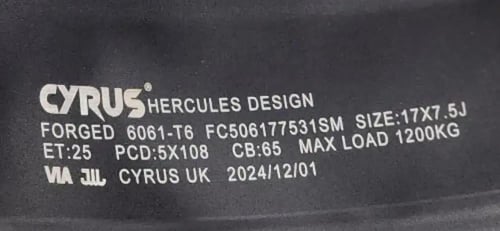 CYRUS® HERCULES DESIGN
FORGED 6061-T6 FC506177531SM SIZE:17X7.5J
ET:25 PCD:5X108 CB:65 MAX LOAD 1200KG
VIA JWL CYRUS UK 2024/12/01